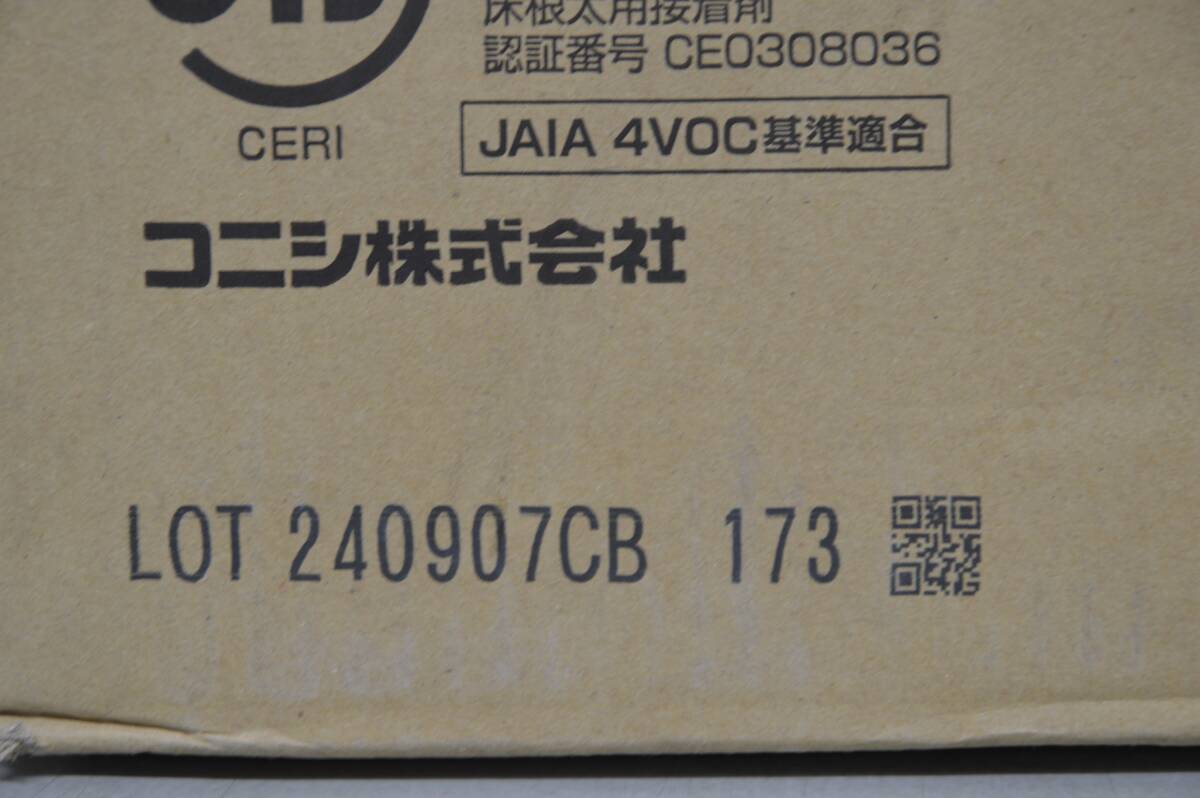 床根太用接着剤
認証番号 CE0308036
CERI
JAIA 4VOC基準適合
コニシ株式会社
LOT 240907CB 173